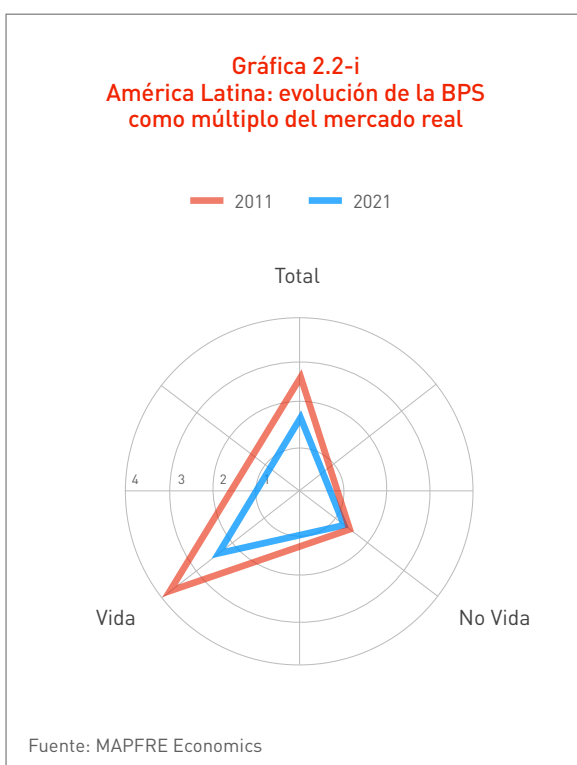 Gráfica 2.2-i
América Latina: evolución de la BPS
como múltiplo del mercado real
2011 2021
Total
4 3 2 1
Vida No Vida
Fuente: MAPFRE Economics